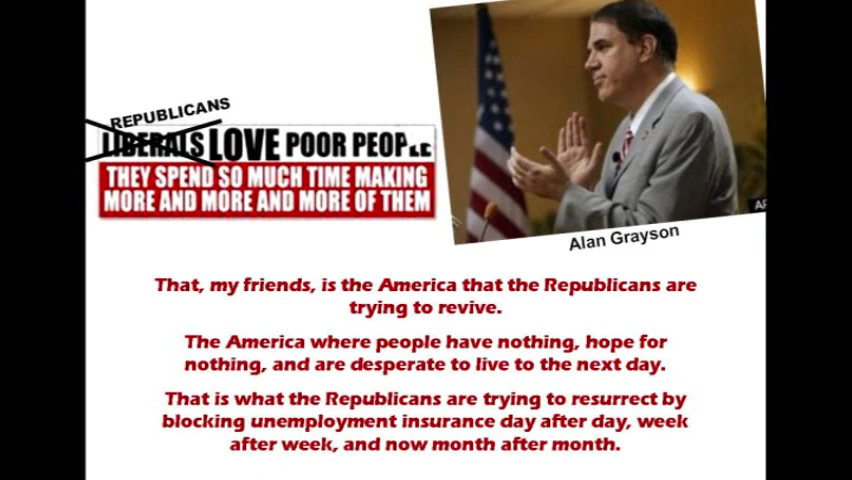 REPUBLICANS
LIBERALS LOVE POOR PEOPLE
THEY SPEND SO MUCH TIME MAKING
MORE AND MORE AND MORE OF THEM
AP
Alan Grayson
That, my friends, is the America that the Republicans are
trying to revive.
The America where people have nothing, hope for
nothing, and are desperate to live to the next day.
That is what the Republicans are trying to resurrect by
blocking unemployment insurance day after day, week
after week, and now month after month.